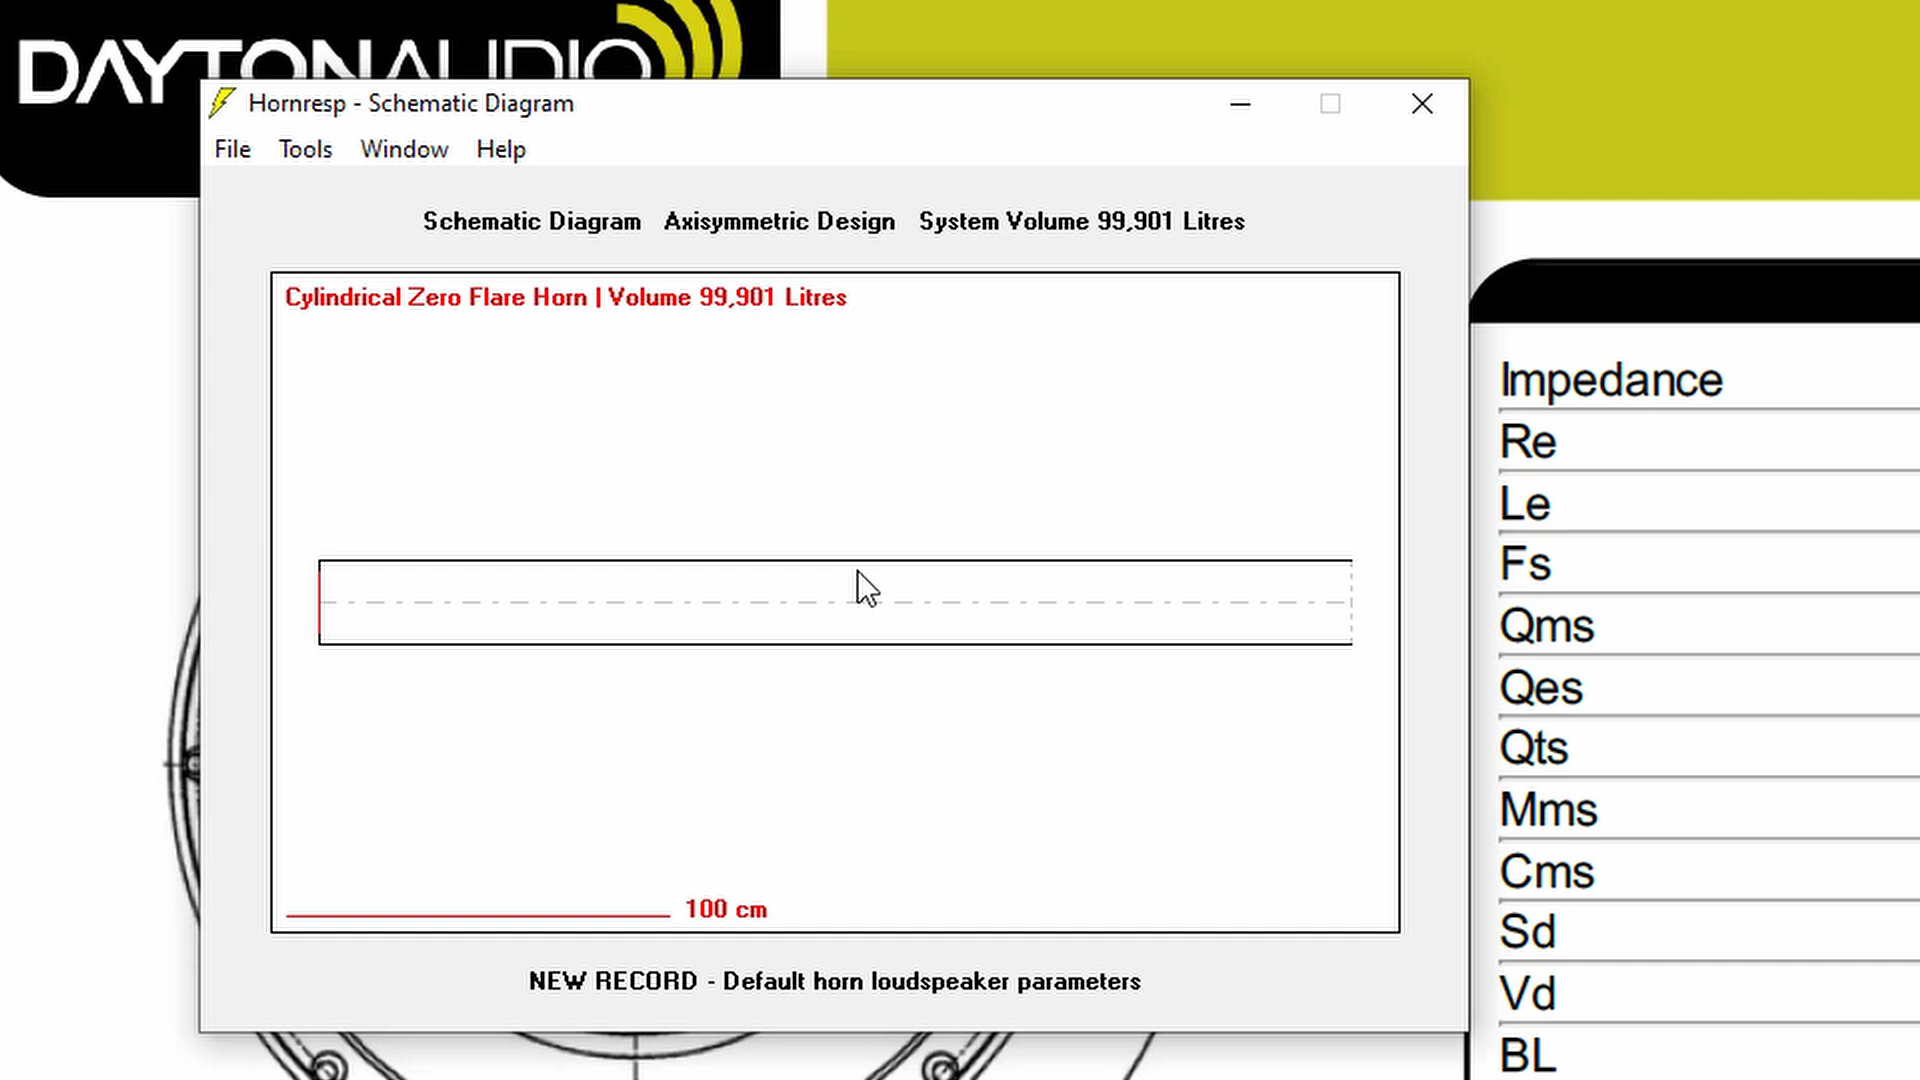 DAYTONAUDIO
Hornresp - Schematic Diagram
File Tools Window Help
Schematic Diagram Axisymmetric Design System Volume 99,901 Litres
Cylindrical Zero Flare Horn | Volume 99,901 Litres
100 cm
NEW RECORD - Default horn loudspeaker parameters
Impedance
Re
Le
Fs
Qms
Qes
Qts
Mms
Cms
Sd
Vd
BL